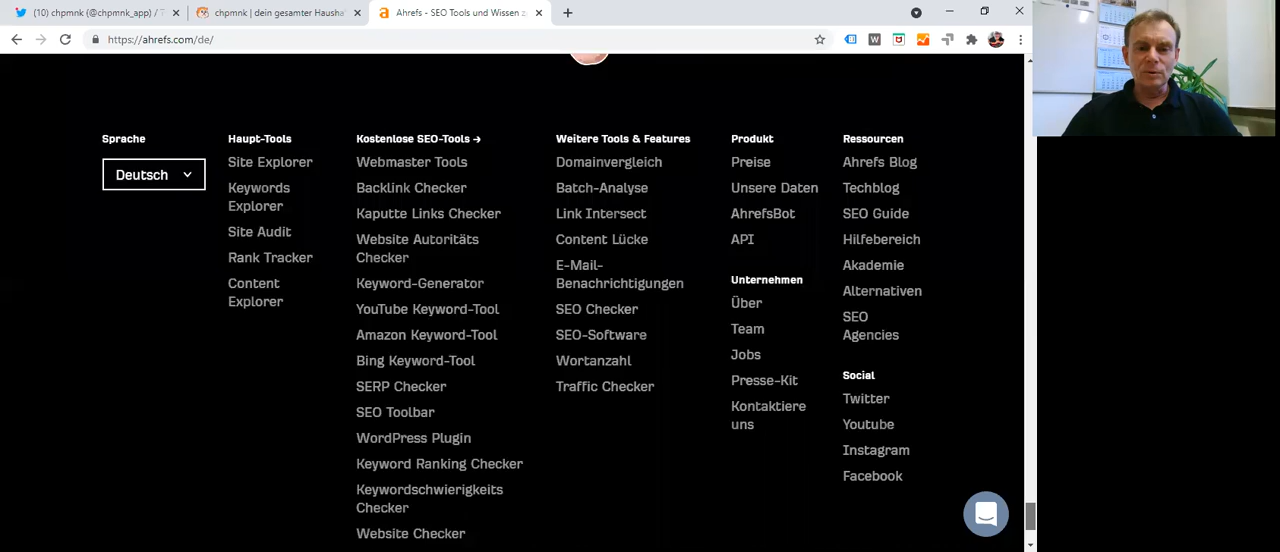 (10) chpmnk (@chpmnk_app) / T
chpmnk | dein gesamter Hausha
Ahrefs - SEO Tools und Wissen z
https://ahrefs.com/de/
Sprache
Deutsch
Haupt-Tools
Site Explorer
Keywords
Explorer
Site Audit
Rank Tracker
Content
Explorer
Kostenlose SEO-Tools →
Webmaster Tools
Backlink Checker
Kaputte Links Checker
Website Autoritäts
Checker
Keyword-Generator
YouTube Keyword-Tool
Amazon Keyword-Tool
Bing Keyword-Tool
SERP Checker
SEO Toolbar
WordPress Plugin
Keyword Ranking Checker
Keywordschwierigkeits
Checker
Website Checker
Weitere Tools & Features
Domainvergleich
Batch-Analyse
Link Intersect
Content Lücke
E-Mail-
Benachrichtigungen
SEO Checker
SEO-Software
Wortanzahl
Traffic Checker
Produkt
Preise
Unsere Daten
AhrefsBot
API
Unternehmen
Über
Team
Jobs
Presse-Kit
Kontaktiere
uns
Ressourcen
Ahrefs Blog
Techblog
SEO Guide
Hilfebereich
Akademie
Alternativen
SEO
Agencies
Social
Twitter
Youtube
Instagram
Facebook